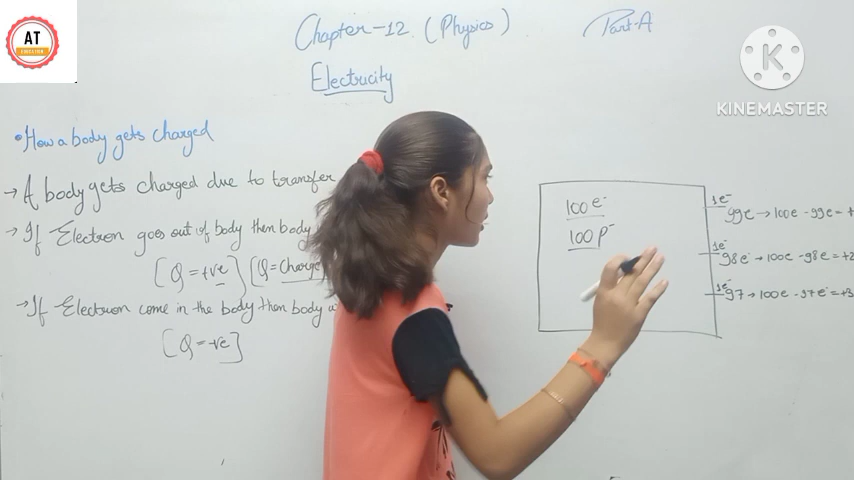 AT
EDUCATION
Chapter-12 (Physics)
Part-A
KINEMASTER
Electricity
• How a body gets charged
→ A body gets charged due to transfer
→ If Electron goes out of body then body
[Q = +ve] [Q = Charge
→ If Electron come in the body then body
[Q = -ve]
100 e⁻
100 p⁻
1e⁻
99e → 100e - 99e = +
1e⁻
98e⁻ → 100e - 98e = +2
1e⁻
97 → 100e - 97e⁻ = +3